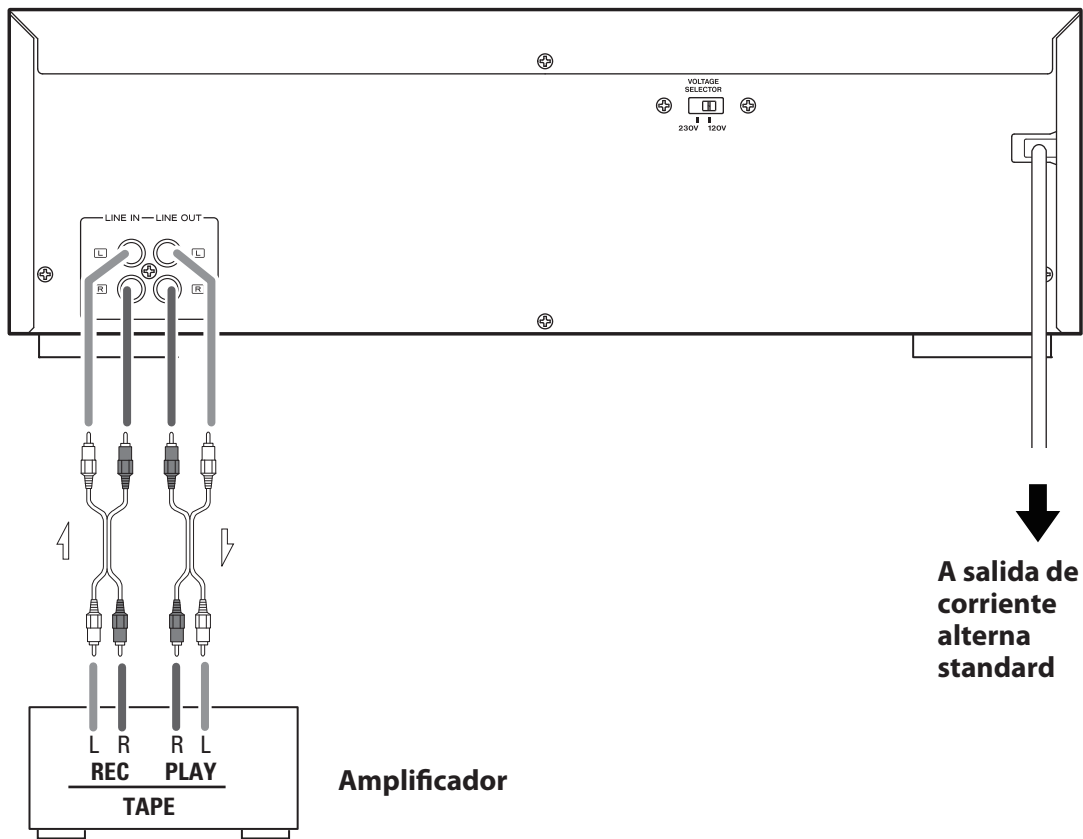 VOLTAGE
SELECTOR
230V 120V
LINE IN LINE OUT
L L
R R
A salida de
corriente
alterna
standard
L R R L
REC PLAY
TAPE
Amplificador